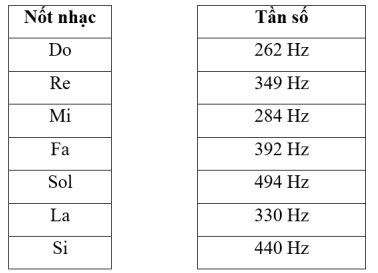 Nốt nhạc Tần số
Do 262 Hz
Re 349 Hz
Mi 284 Hz
Fa 392 Hz
Sol 494 Hz
La 330 Hz
Si 440 Hz